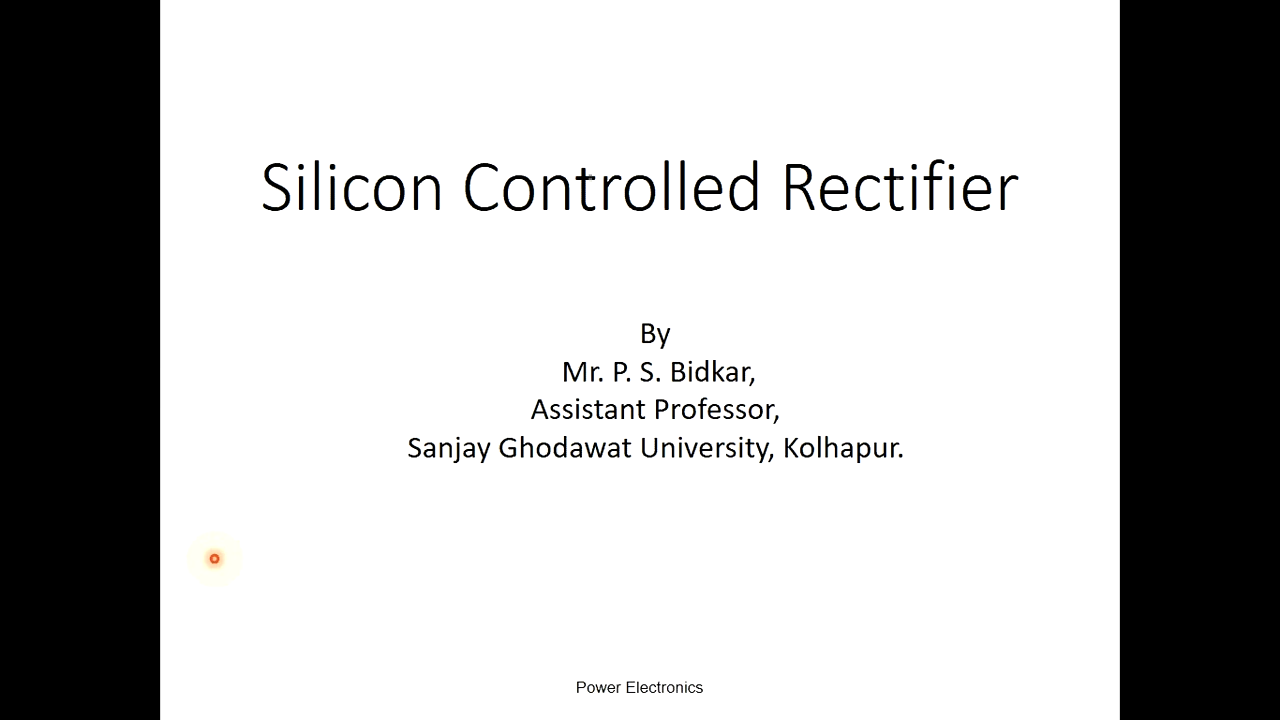 Silicon Controlled Rectifier
By
Mr. P. S. Bidkar,
Assistant Professor,
Sanjay Ghodawat University, Kolhapur.
Power Electronics